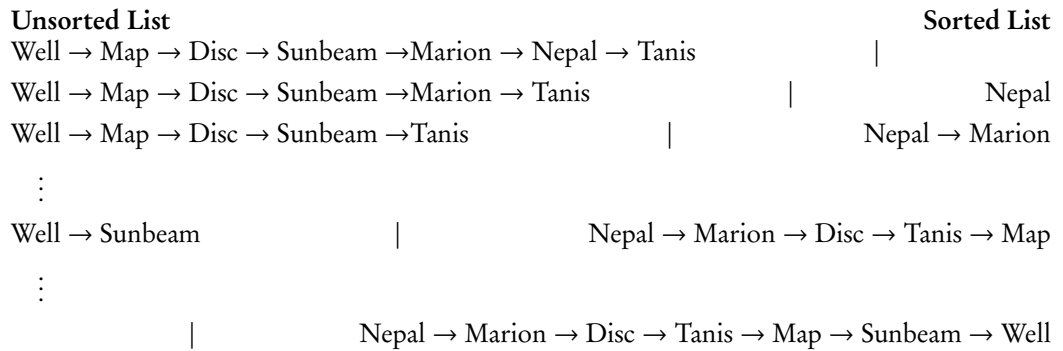 Unsorted List Sorted List
Well → Map → Disc → Sunbeam →Marion → Nepal → Tanis |
Well → Map → Disc → Sunbeam →Marion → Tanis | Nepal
Well → Map → Disc → Sunbeam →Tanis | Nepal → Marion
⋮
Well → Sunbeam | Nepal → Marion → Disc → Tanis → Map
⋮
| Nepal → Marion → Disc → Tanis → Map → Sunbeam → Well